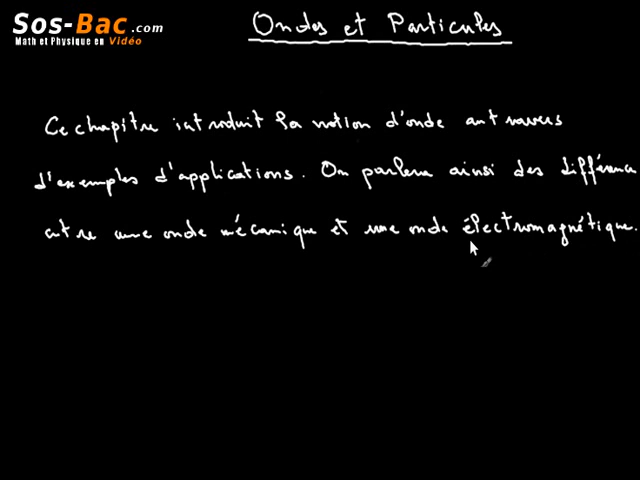 Sos-Bac.com
Math et Physique en Vidéo
Ondes et Particules
Ce chapitre introduit la notion d'onde au travers
d'exemples d'applications. On parlera ainsi des différence
entre une onde mécanique et une onde électromagnétique.